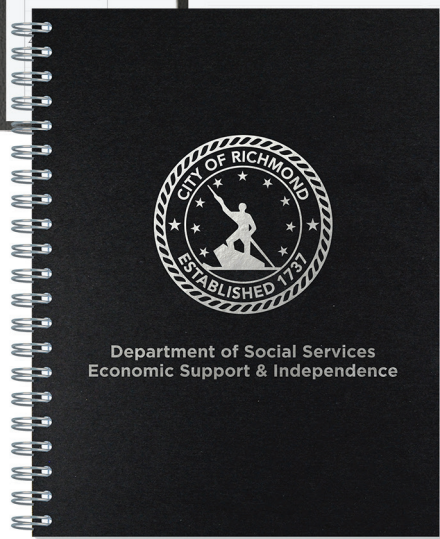 CITY OF RICHMOND
ESTABLISHED 1737
Department of Social Services
Economic Support & Independence